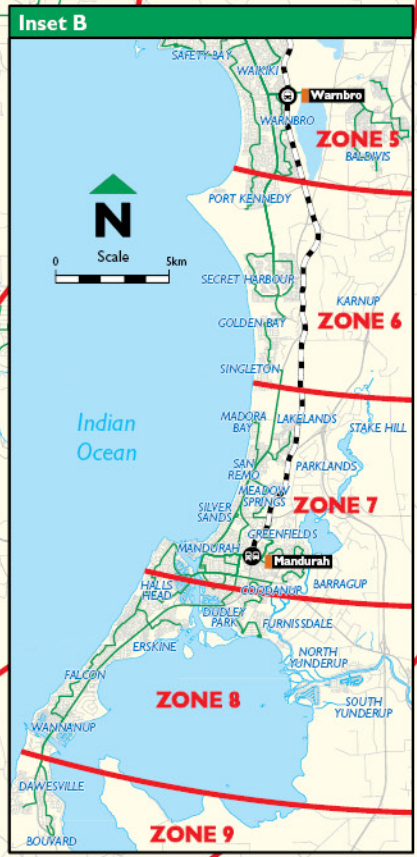 Inset B
SAFETY BAY
WAIKIKI
Warnbro
WARNBRO
ZONE 5
BALDIVIS
PORT KENNEDY
N
Scale
0 5km
SECRET HARBOUR
KARNUP
GOLDEN BAY
ZONE 6
SINGLETON
MADORA
BAY
LAKELANDS
STAKE HILL
Indian
Ocean
SAN
REMO
PARKLANDS
MEADOW
SPRINGS
ZONE 7
SILVER
SANDS
GREENFIELDS
MANDURAH
Mandurah
HALLS
HEAD
COODANUP
BARRAGUP
DUDLEY
PARK
FURNISSDALE
ERSKINE
NORTH
YUNDERUP
FALCON
ZONE 8
SOUTH
YUNDERUP
WANNANUP
DAWESVILLE
ZONE 9
BOUVARD